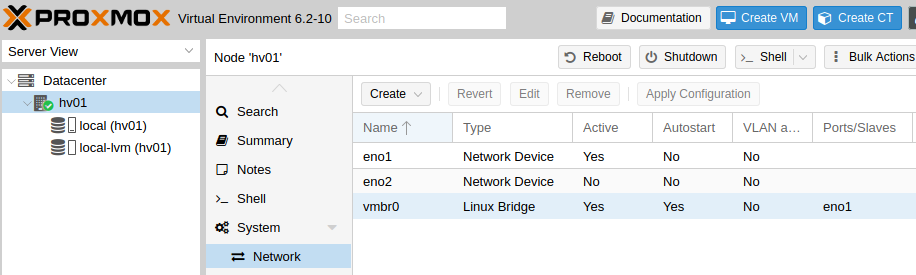 PROXMOX Virtual Environment 6.2-10 Search Documentation Create VM Create CT
Server View
Node 'hv01' Reboot Shutdown >_ Shell Bulk Actions
Datacenter
hv01
local (hv01)
local-lvm (hv01)
Search
Summary
Notes
>_ Shell
System
Network
Create Revert Edit Remove Apply Configuration
Name Type Active Autostart VLAN a... Ports/Slaves
eno1 Network Device Yes No No
eno2 Network Device No No No
vmbr0 Linux Bridge Yes Yes No eno1